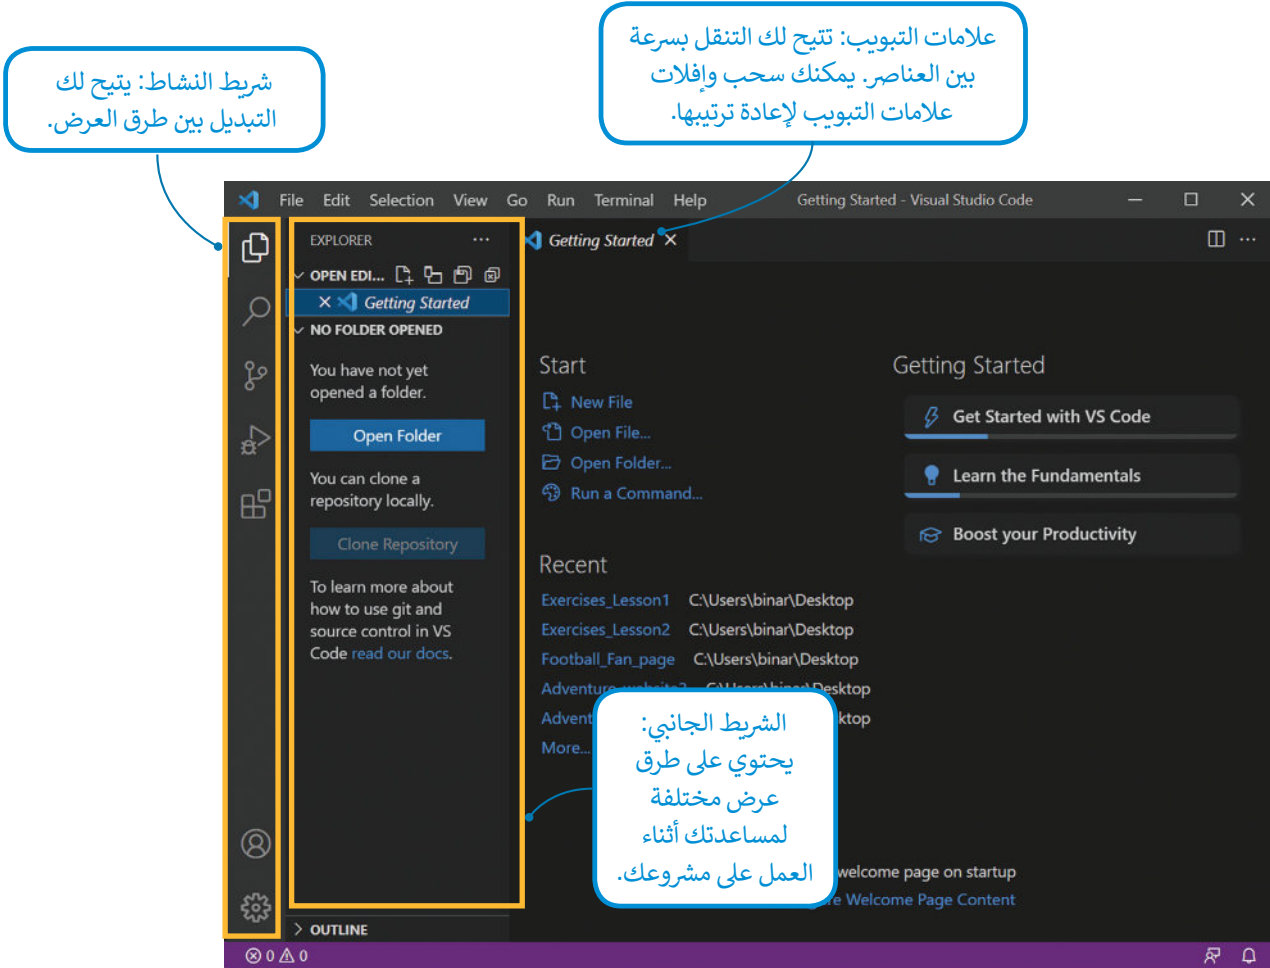 علامات التبويب: تتيح لك التنقل بسرعة
بين العناصر. يمكنك سحب وإفلات
علامات التبويب لإعادة ترتيبها.
شريط النشاط: يتيح لك
التبديل بين طرق العرض.
File Edit Selection View Go Run Terminal Help Getting Started - Visual Studio Code
EXPLORER
Getting Started
OPEN EDI...
Getting Started
NO FOLDER OPENED
You have not yet
opened a folder.
Open Folder
You can clone a
repository locally.
Clone Repository
To learn more about
how to use git and
source control in VS
Code read our docs.
OUTLINE
Start
New File
Open File...
Open Folder...
Run a Command...
Recent
Exercises_Lesson1 C:\Users\binar\Desktop
Exercises_Lesson2 C:\Users\binar\Desktop
Football_Fan_page C:\Users\binar\Desktop
More...
Getting Started
Get Started with VS Code
Learn the Fundamentals
Boost your Productivity
الشريط الجانبي:
يحتوي على طرق
عرض مختلفة
لمساعدتك أثناء
العمل على مشروعك.
welcome page on startup
Welcome Page Content
0 0